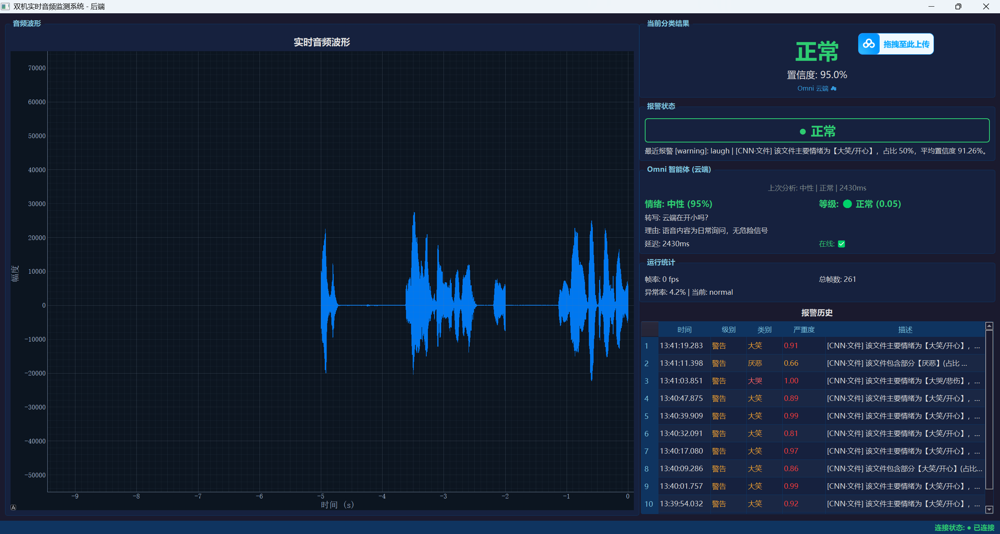 双机实时音频监测系统 - 后端
音频波形
实时音频波形
70000
60000
50000
40000
30000
20000
10000
0
−10000
−20000
−30000
−40000
−50000
幅度
−9 −8 −7 −6 −5 −4 −3 −2 −1 0
时间 (s)
A
当前分类结果
正常
拖拽至此上传
置信度: 95.0%
Omni 云端
报警状态
● 正常
最近报警 [warning]: laugh | [CNN·文件] 该文件主要情绪为【大笑/开心】，占比 50%，平均置信度 91.26%。
Omni 智能体 (云端)
上次分析: 中性 | 正常 | 2430ms
情绪: 中性 (95%) 等级: 正常 (0.05)
转写: 云端在开小吗?
理由: 语音内容为日常询问，无危险信号
延迟: 2430ms 在线: ✅
运行统计
帧率: 0 fps 总帧数: 261
异常率: 4.2% | 当前: normal
报警历史
时间 级别 类别 严重度 描述
1 13:41:19.283 警告 大笑 0.91 [CNN·文件] 该文件主要情绪为【大笑/开心】，...
2 13:41:11.398 警告 厌恶 0.66 [CNN·文件] 该文件包含部分【厌恶】(占比 ...
3 13:41:03.851 警告 大哭 1.00 [CNN·文件] 该文件主要情绪为【大哭/悲伤】，...
4 13:40:47.875 警告 大笑 0.89 [CNN·文件] 该文件主要情绪为【大笑/开心】，...
5 13:40:39.909 警告 大笑 0.99 [CNN·文件] 该文件主要情绪为【大笑/开心】，...
6 13:40:32.091 警告 大笑 0.81 [CNN·文件] 该文件主要情绪为【大笑/开心】，...
7 13:40:17.080 警告 大笑 0.97 [CNN·文件] 该文件主要情绪为【大笑/开心】，...
8 13:40:09.286 警告 大笑 0.86 [CNN·文件] 该文件包含部分【大笑/开心】(占比...
9 13:40:01.757 警告 大笑 0.99 [CNN·文件] 该文件主要情绪为【大笑/开心】，...
10 13:39:54.032 警告 大笑 0.92 [CNN·文件] 该文件主要情绪为【大笑/开心】，...
连接状态: ● 已连接